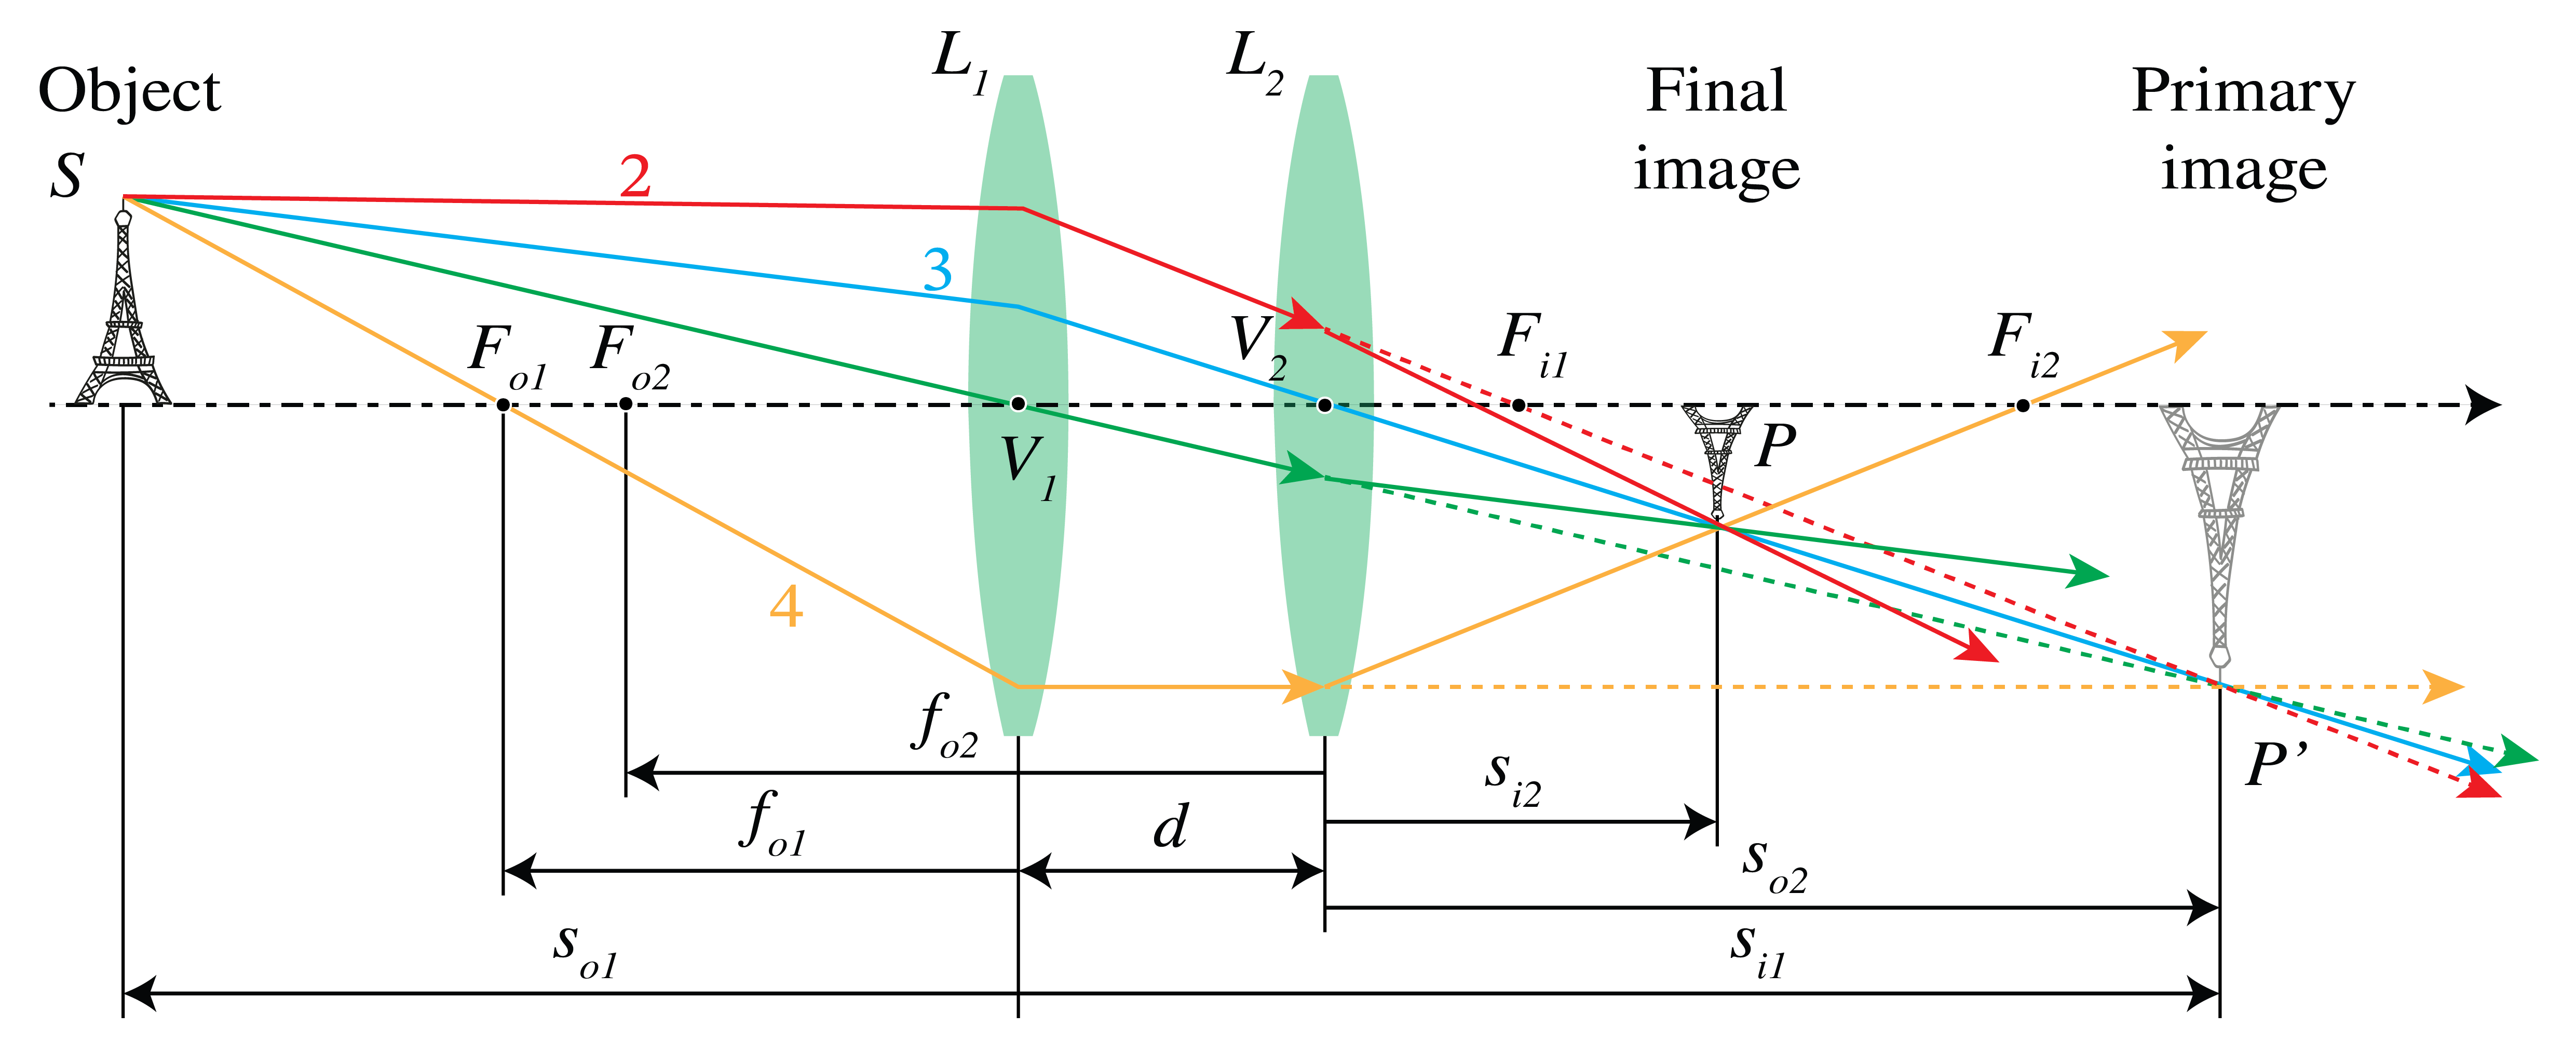 Object
S
L1
L2
Final
image
Primary
image
2
3
Fo1
Fo2
V1
V2
Fi1
Fi2
P
4
fo2
fo1
d
si2
so2
P’
so1
si1